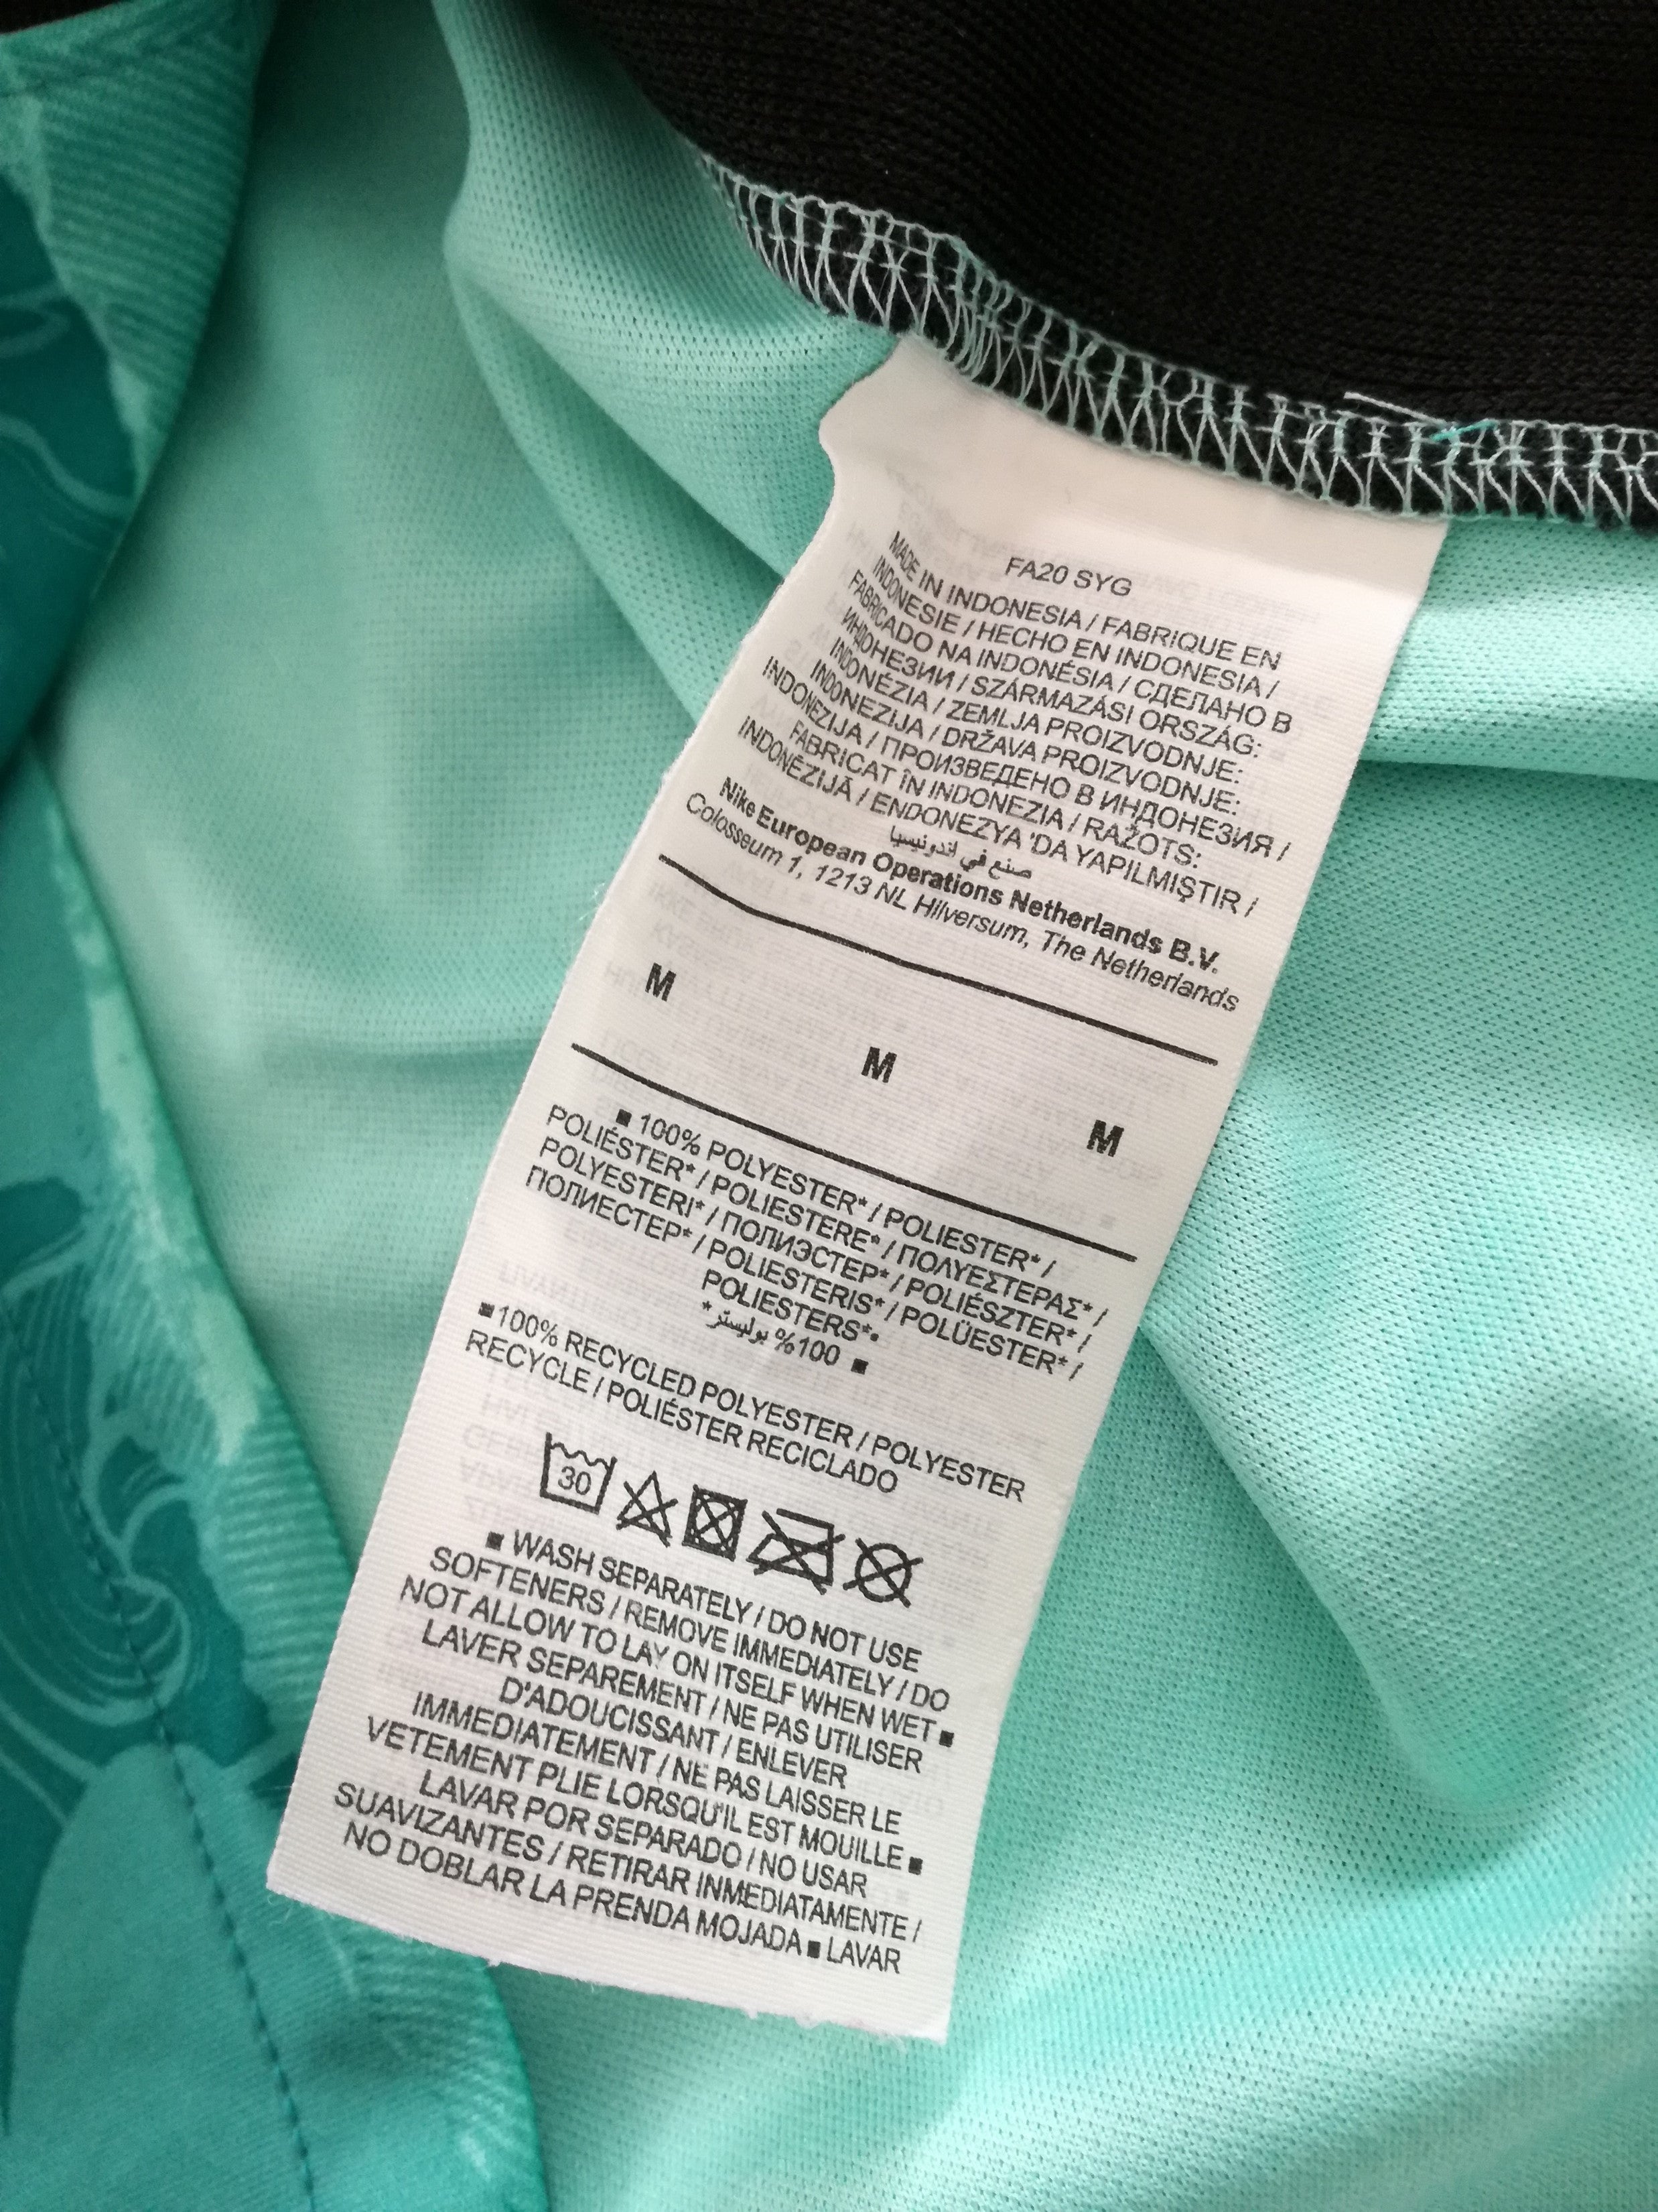 FA20 SYG
MADE IN INDONESIA / FABRIQUE EN
INDONESIE / HECHO EN INDONESIA /
FABRICADO NA INDONÉSIA / СДЕЛАНО В
ИНДОНЕЗИИ / SZÁRMAZÁSI ORSZÁG:
INDONÉZIA / ZEMLJA PROIZVODNJE:
INDONEZIJA / DRŽAVA PROIZVODNJE:
INDONEZIJA / ПРОИЗВЕДЕНО В ИНДОНЕЗИЯ /
FABRICAT ÎN INDONEZIA / RAŽOTS:
INDONĒZIJĀ / ENDONEZYA 'DA YAPILMIŞTIR /
صنع في اندونيسيا
Nike European Operations Netherlands B.V.
Colosseum 1, 1213 NL Hilversum, The Netherlands
M M M
■ 100% POLYESTER* / POLIESTER* /
POLIÉSTER* / POLIESTERE* / ΠΟΛΥΕΣΤΕΡΑΣ* /
POLYESTERI* / ПОЛИЭСТЕР* / POLIÉSZTER* /
ПОЛИЕСТЕР* / POLIESTERIS* / POLÜESTER* /
POLIESTERS*■
■ 100% بوليستر*
■ 100% RECYCLED POLYESTER / POLYESTER
RECYCLE / POLIÉSTER RECICLADO
30
■ WASH SEPARATELY / DO NOT USE
SOFTENERS / REMOVE IMMEDIATELY / DO
NOT ALLOW TO LAY ON ITSELF WHEN WET ■
LAVER SEPAREMENT / NE PAS UTILISER
D'ADOUCISSANT / ENLEVER
IMMEDIATEMENT / NE PAS LAISSER LE
VETEMENT PLIE LORSQU'IL EST MOUILLE ■
LAVAR POR SEPARADO / NO USAR
SUAVIZANTES / RETIRAR INMEDIATAMENTE /
NO DOBLAR LA PRENDA MOJADA ■ LAVAR